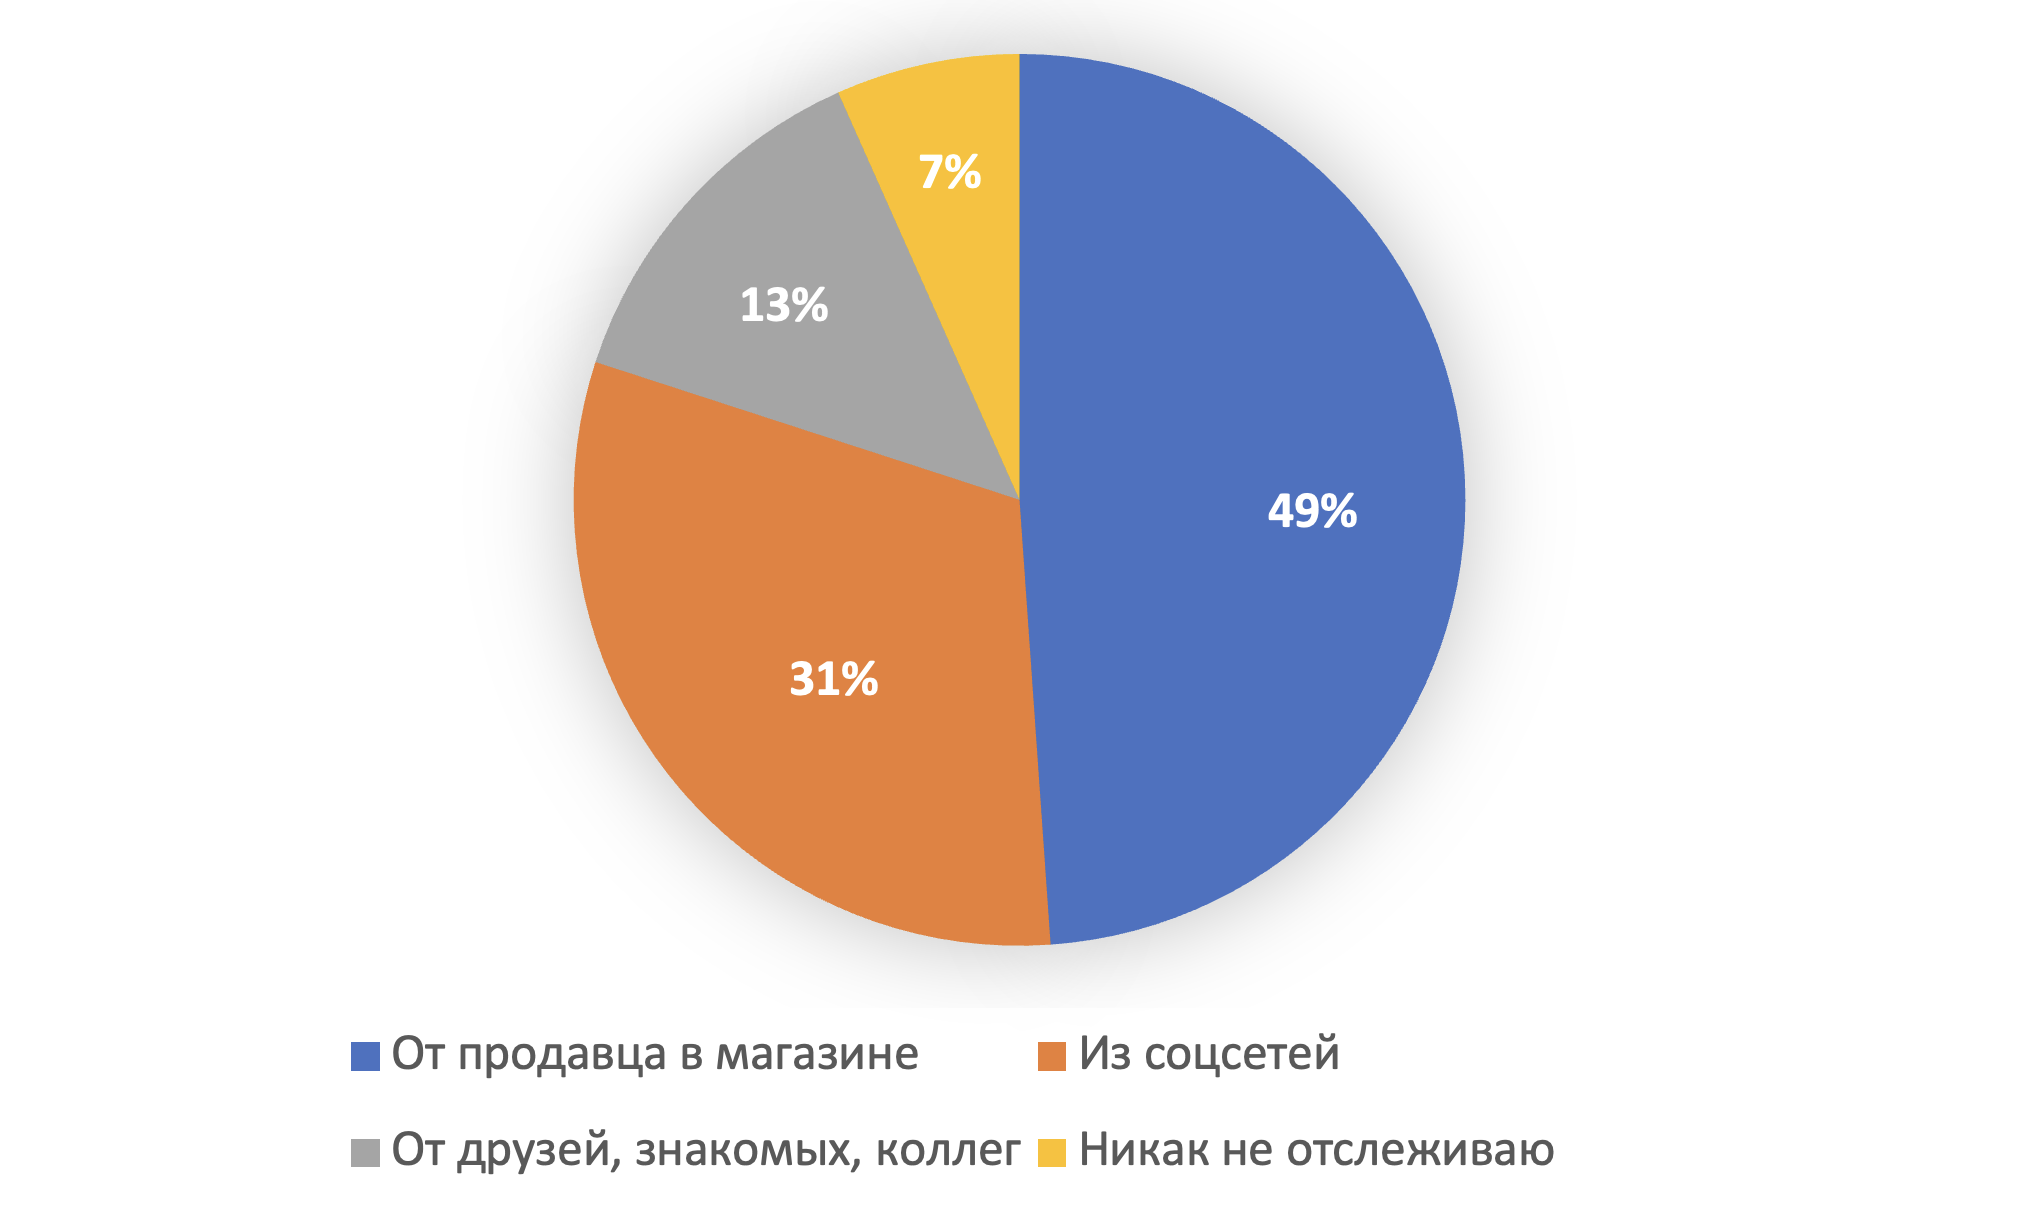 7%
13%
49%
31%
От продавца в магазине
Из соцсетей
От друзей, знакомых, коллег
Никак не отслеживаю